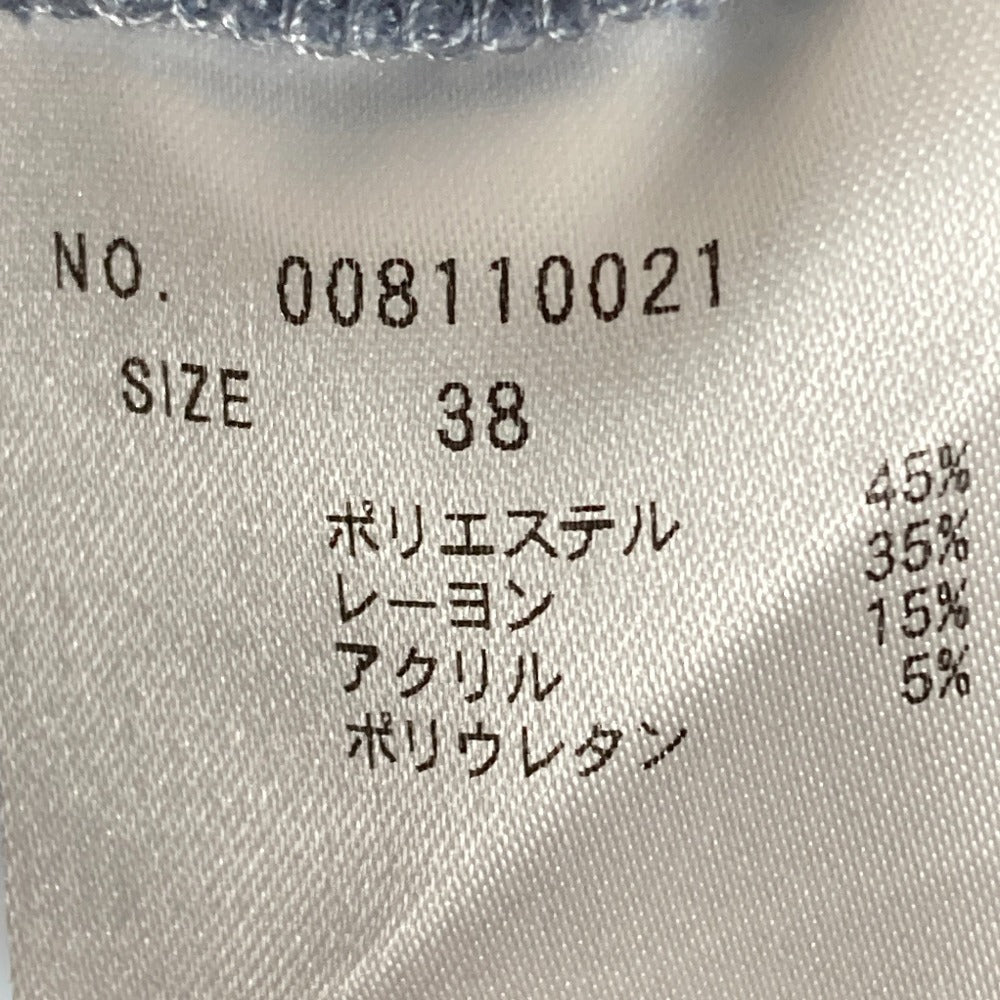 NO. 008110021
SIZE 38
ポリエステル 45%
レーヨン 35%
アクリル 15%
ポリウレタン 5%